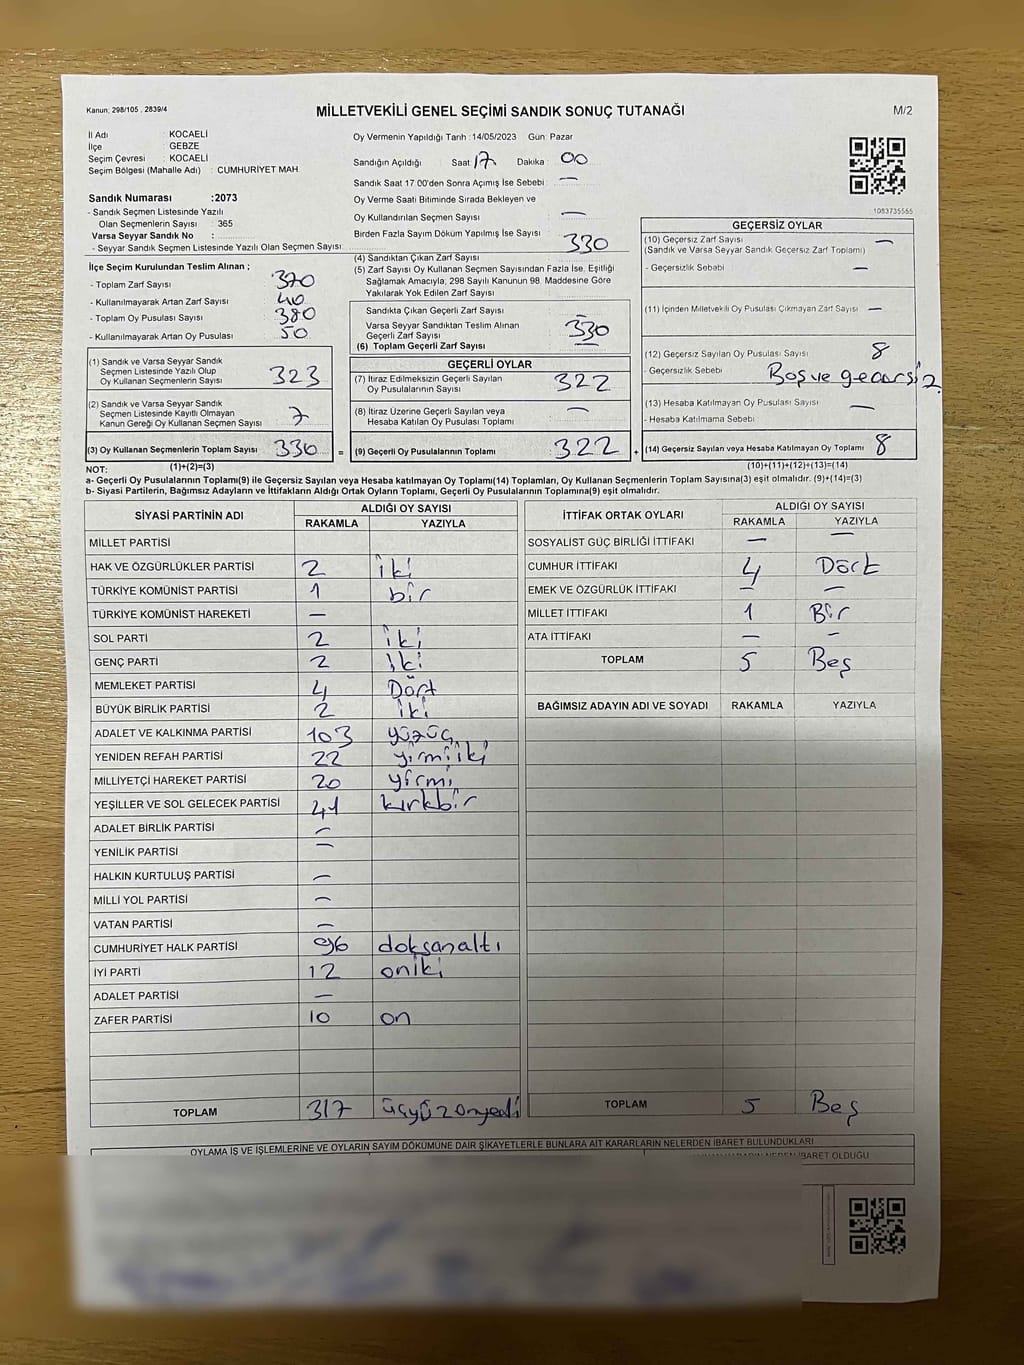 Kanun; 298/105 , 2839/4
MİLLETVEKİLİ GENEL SEÇİMİ SANDIK SONUÇ TUTANAĞI
M/2
İl Adı : KOCAELİ
İlçe : GEBZE
Seçim Çevresi : KOCAELİ
Seçim Bölgesi (Mahalle Adı) : CUMHURİYET MAH
Sandık Numarası :2073
- Sandık Seçmen Listesinde Yazılı
Olan Seçmenlerin Sayısı : 365
Varsa Seyyar Sandık No :
- Seyyar Sandık Seçmen Listesinde Yazılı Olan Seçmen Sayısı :
Oy Vermenin Yapıldığı Tarih :14/05/2023 Gün: Pazar
Sandığın Açıldığı Saat 17 Dakika : 00
Sandık Saat 17 00'den Sonra Açımış İse Sebebi : —
Oy Verme Saati Bitiminde Sırada Bekleyen ve
Oy Kullandırılan Seçmen Sayısı : —
Birden Fazla Sayım Döküm Yapılmış İse Sayısı :
1083735565
İlçe Seçim Kurulundan Teslim Alınan ;
- Toplam Zarf Sayısı : 370
- Kullanılmayarak Artan Zarf Sayısı : 40
- Toplam Oy Pusulası Sayısı : 380
- Kullanılmayarak Artan Oy Pusulası : 50
(4) Sandıktan Çıkan Zarf Sayısı : 330
(5) Zarf Sayısı Oy Kullanan Seçmen Sayısından Fazla İse, Eşitliği
Sağlamak Amacıyla, 298 Sayılı Kanunun 98. Maddesine Göre
Yakılarak Yok Edilen Zarf Sayısı :
Sandıkta Çıkan Geçerli Zarf Sayısı
Varsa Seyyar Sandıktan Teslim Alınan
Geçerli Zarf Sayısı
(6) Toplam Geçerli Zarf Sayısı : 330
GEÇERSİZ OYLAR
(10) Geçersiz Zarf Sayısı : —
(Sandık ve Varsa Seyyar Sandık Geçersiz Zarf Toplamı)
- Geçersizlik Sebebi : —
(11) İçinden Milletvekili Oy Pusulası Çıkmayan Zarf Sayısı : —
(12) Geçersiz Sayılan Oy Pusulası Sayısı : 8
- Geçersizlik Sebebi : Boş ve geçersiz
(13) Hesaba Katılmayan Oy Pusulası Sayısı : —
- Hesaba Katılmama Sebebi :
(1) Sandık ve Varsa Seyyar Sandık
Seçmen Listesinde Yazılı Olup
Oy Kullanan Seçmenlerin Sayısı : 323
(2) Sandık ve Varsa Seyyar Sandık
Seçmen Listesinde Kayıtlı Olmayan
Kanun Gereği Oy Kullanan Seçmen Sayısı : 7
GEÇERLİ OYLAR
(7) İtiraz Edilmeksizin Geçerli Sayılan
Oy Pusulalarının Sayısı : 322
(8) İtiraz Üzerine Geçerli Sayılan veya
Hesaba Katılan Oy Pusulası Toplamı : —
(3) Oy Kullanan Seçmenlerin Toplam Sayısı : 330 = (9) Geçerli Oy Pusulalarının Toplamı : 322 + (14) Geçersiz Sayılan veya Hesaba Katılmayan Oy Toplamı : 8
NOT: (1)+(2)=(3) (10)+(11)+(12)+(13)=(14)
a- Geçerli Oy Pusulalarının Toplamı(9) ile Geçersiz Sayılan veya Hesaba katılmayan Oy Toplamı(14) Toplamları, Oy Kullanan Seçmenlerin Toplam Sayısına(3) eşit olmalıdır. (9)+(14)=(3)
b- Siyasi Partilerin, Bağımsız Adayların ve İttifakların Aldığı Ortak Oyların Toplamı, Geçerli Oy Pusulalarının Toplamına(9) eşit olmalıdır.
SİYASİ PARTİNİN ADI ALDIĞI OY SAYISI
RAKAMLA YAZIYLA
MİLLET PARTİSİ
HAK VE ÖZGÜRLÜKLER PARTİSİ 2 iki
TÜRKİYE KOMÜNİST PARTİSİ 1 bir
TÜRKİYE KOMÜNİST HAREKETİ —
SOL PARTİ 2 iki
GENÇ PARTİ 2 iki
MEMLEKET PARTİSİ 4 Dört
BÜYÜK BİRLİK PARTİSİ 2 iki
ADALET VE KALKINMA PARTİSİ 103 yüzüç
YENİDEN REFAH PARTİSİ 22 yirmiiki
MİLLİYETÇİ HAREKET PARTİSİ 20 yirmi
YEŞİLLER VE SOL GELECEK PARTİSİ 41 kırkbir
ADALET BİRLİK PARTİSİ —
YENİLİK PARTİSİ —
HALKIN KURTULUŞ PARTİSİ —
MİLLİ YOL PARTİSİ —
VATAN PARTİSİ —
CUMHURİYET HALK PARTİSİ 96 doksanaltı
İYİ PARTİ 12 oniki
ADALET PARTİSİ —
ZAFER PARTİSİ 10 on
TOPLAM 317 üçyüzonyedi
İTTİFAK ORTAK OYLARI ALDIĞI OY SAYISI
RAKAMLA YAZIYLA
SOSYALİST GÜÇ BİRLİĞİ İTTİFAKI — —
CUMHUR İTTİFAKI 4 Dört
EMEK VE ÖZGÜRLÜK İTTİFAKI — —
MİLLET İTTİFAKI 1 Bir
ATA İTTİFAKI — —
TOPLAM 5 Beş
BAĞIMSIZ ADAYIN ADI VE SOYADI RAKAMLA YAZIYLA
TOPLAM 5 Beş
OYLAMA İŞ VE İŞLEMLERİNE VE OYLARIN SAYIM DÖKÜMÜNE DAİR ŞİKAYETLERLE BUNLARA AİT KARARLARIN NELERDEN İBARET BULUNDUKLARI
İBARET OLDUĞU